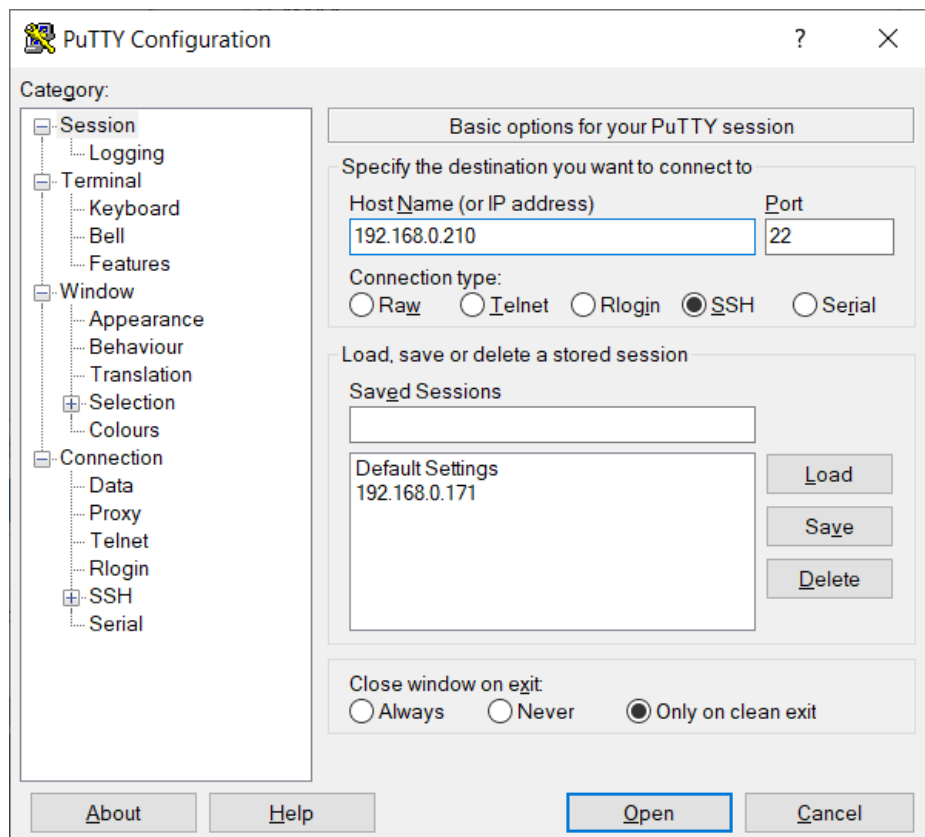 PuTTY Configuration
?
Category:
Session
Logging
Terminal
Keyboard
Bell
Features
Window
Appearance
Behaviour
Translation
Selection
Colours
Connection
Data
Proxy
Telnet
Rlogin
SSH
Serial
Basic options for your PuTTY session
Specify the destination you want to connect to
Host Name (or IP address) Port
192.168.0.210 22
Connection type:
Raw Telnet Rlogin SSH Serial
Load, save or delete a stored session
Saved Sessions
Default Settings
192.168.0.171
Load
Save
Delete
Close window on exit:
Always Never Only on clean exit
About Help Open Cancel